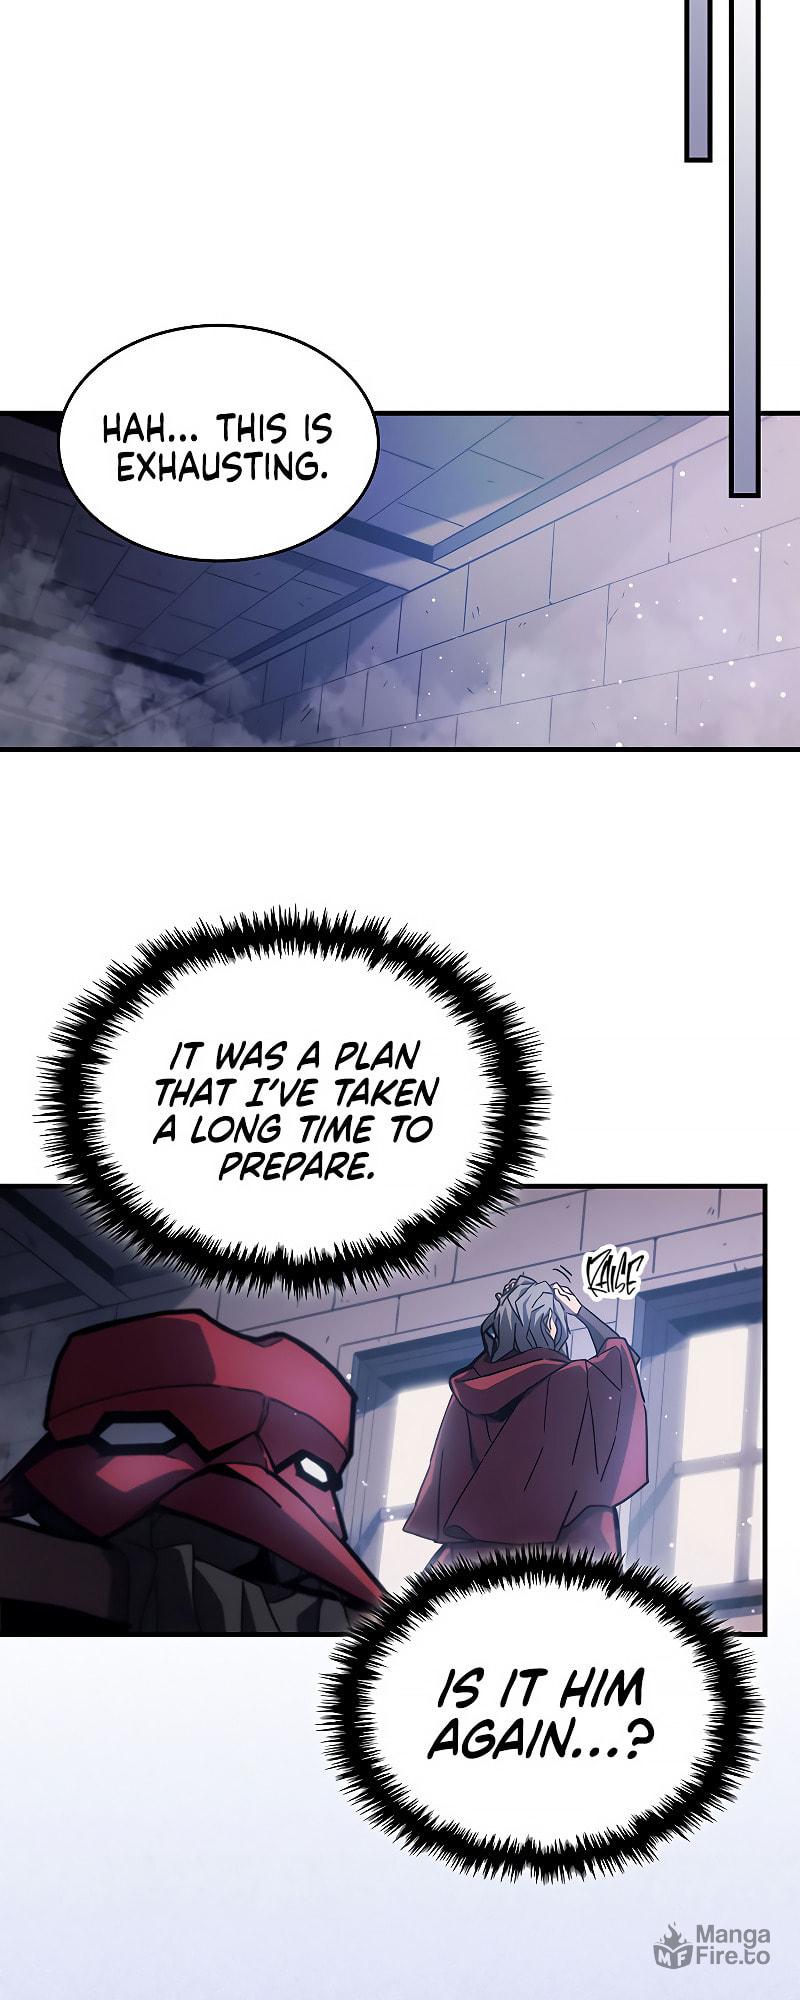 HAH... THIS IS
EXHAUSTING.
IT WAS A PLAN
THAT I'VE TAKEN
A LONG TIME TO
PREPARE.
RAISE
IS IT HIM
AGAIN...?
Manga
Fire.to